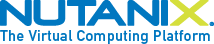 NUTANIX.
The Virtual Computing Platform